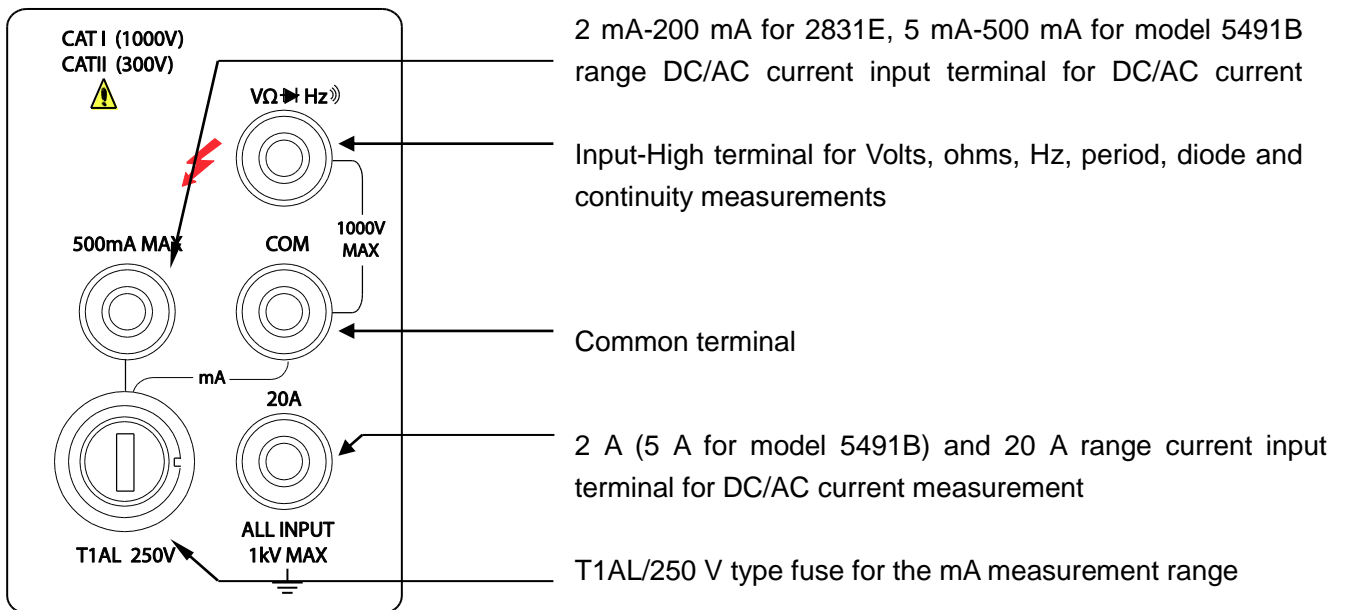 CAT I (1000V)
CATII (300V)
VΩ Hz
500mA MAX
COM
1000V
MAX
mA
20A
T1AL 250V
ALL INPUT
1kV MAX
2 mA-200 mA for 2831E, 5 mA-500 mA for model 5491B
range DC/AC current input terminal for DC/AC current
Input-High terminal for Volts, ohms, Hz, period, diode and
continuity measurements
Common terminal
2 A (5 A for model 5491B) and 20 A range current input
terminal for DC/AC current measurement
T1AL/250 V type fuse for the mA measurement range